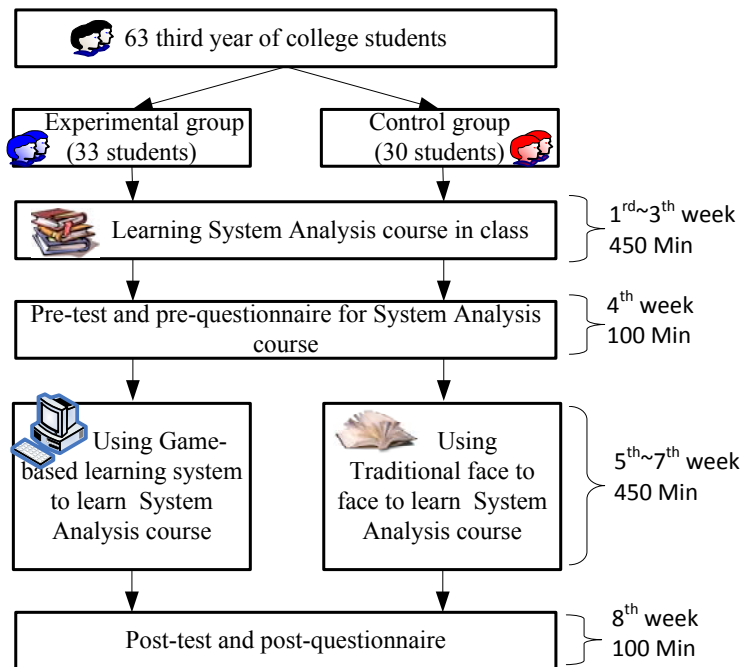 63 third year of college students
Experimental group
(33 students)
Control group
(30 students)
Learning System Analysis course in class
1rd~3th week
450 Min
Pre-test and pre-questionnaire for System Analysis
course
4th week
100 Min
Using Game-
based learning system
to learn System
Analysis course
Using
Traditional face to
face to learn System
Analysis course
5th~7th week
450 Min
Post-test and post-questionnaire
8th week
100 Min